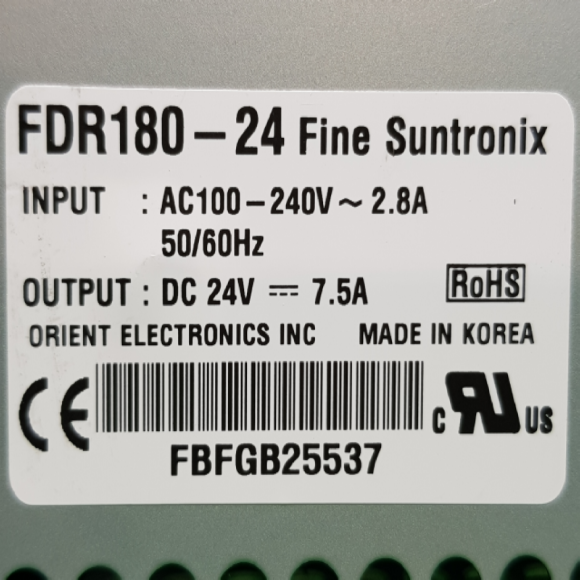 FDR180-24 Fine Suntronix
INPUT : AC100-240V~ 2.8A
50/60Hz
OUTPUT : DC 24V ⎓ 7.5A
RoHS
ORIENT ELECTRONICS INC MADE IN KOREA
CE
c RU US
FBFGB25537